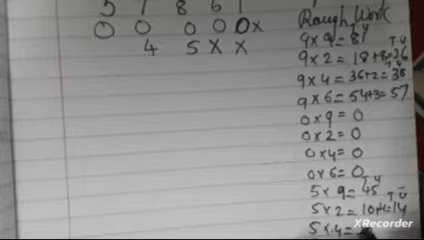 5 7 8 6 1
0 0 0 0 0x
4 5 x x
Rough Work
9x9=81
9x2=18+8=26
9x4=36+2=38
9x6=54+3=57
0x9=0
0x2=0
0x4=0
0x6=0
5x9=45
5x2=10+4=14
5x4=
XRecorder